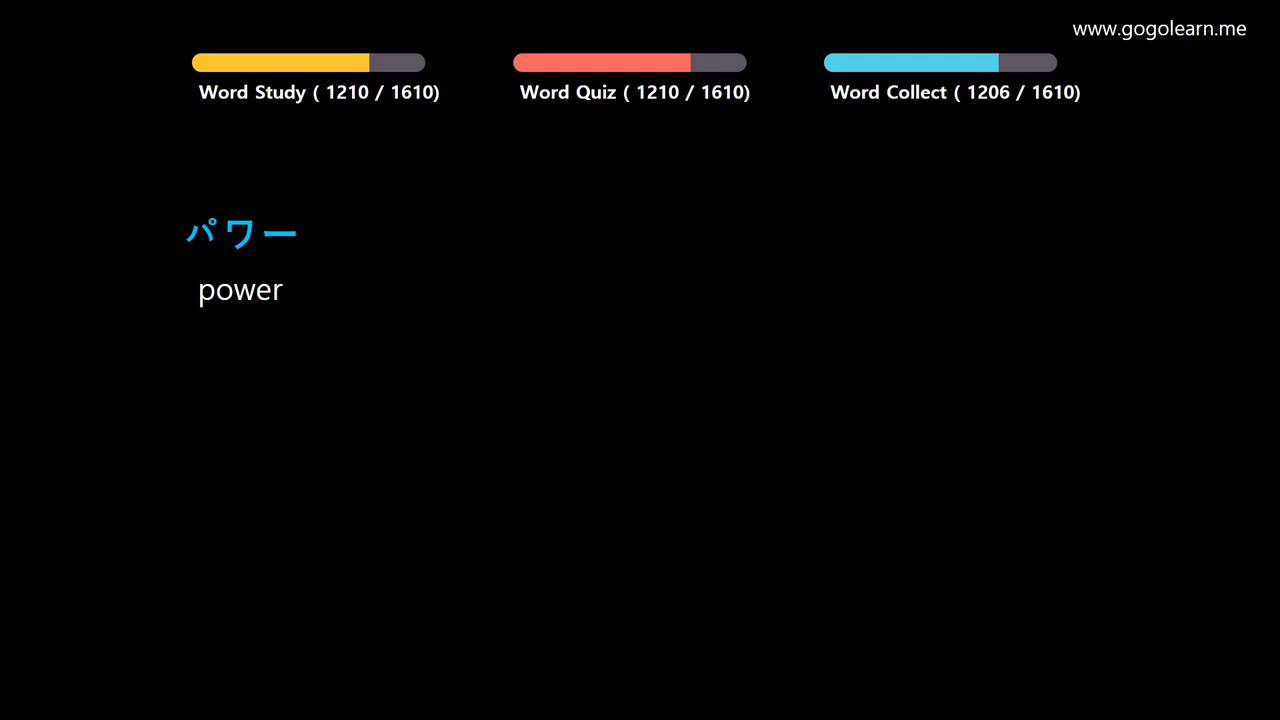 www.gogolearn.me
Word Study ( 1210 / 1610)
Word Quiz ( 1210 / 1610)
Word Collect ( 1206 / 1610)
パワー
power